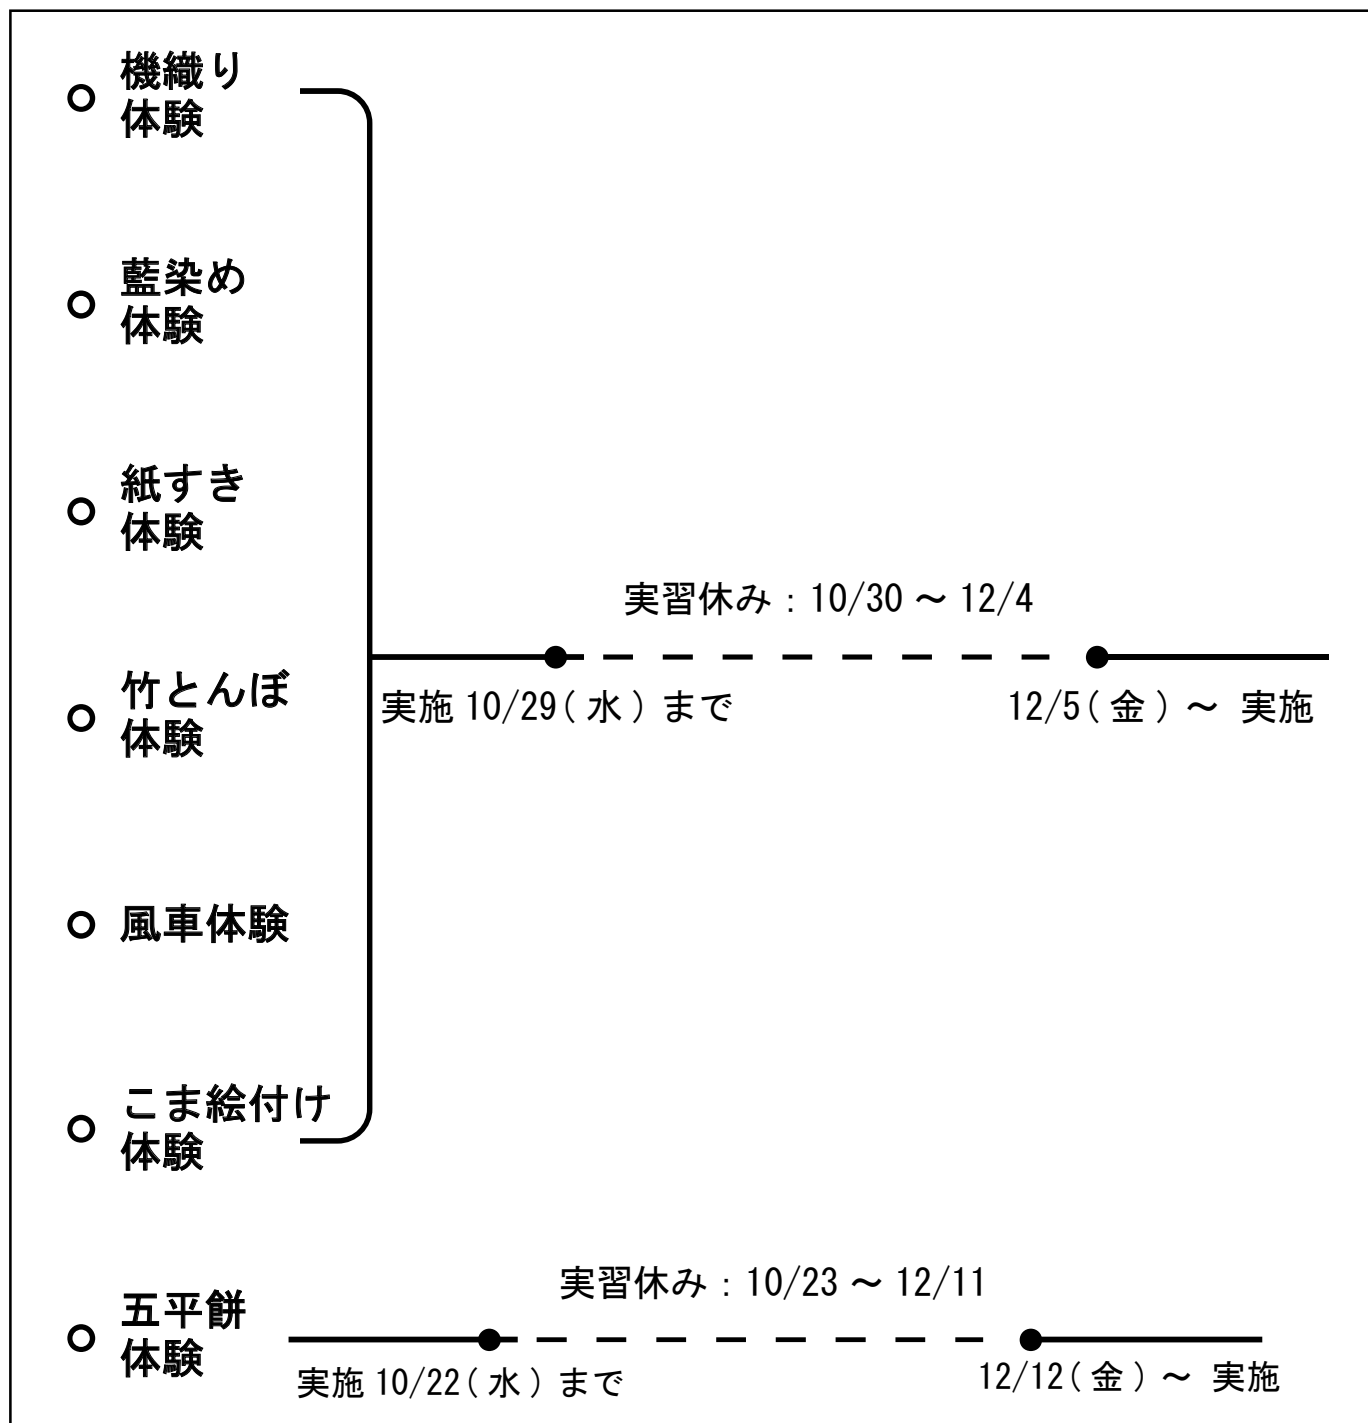 機織り
体験
藍染め
体験
紙すき
体験
実習休み：10/30 ～ 12/4
竹とんぼ
体験
実施 10/29(水) まで
12/5(金) ～ 実施
風車体験
こま絵付け
体験
実習休み：10/23 ～ 12/11
五平餅
体験
実施 10/22(水) まで
12/12(金) ～ 実施